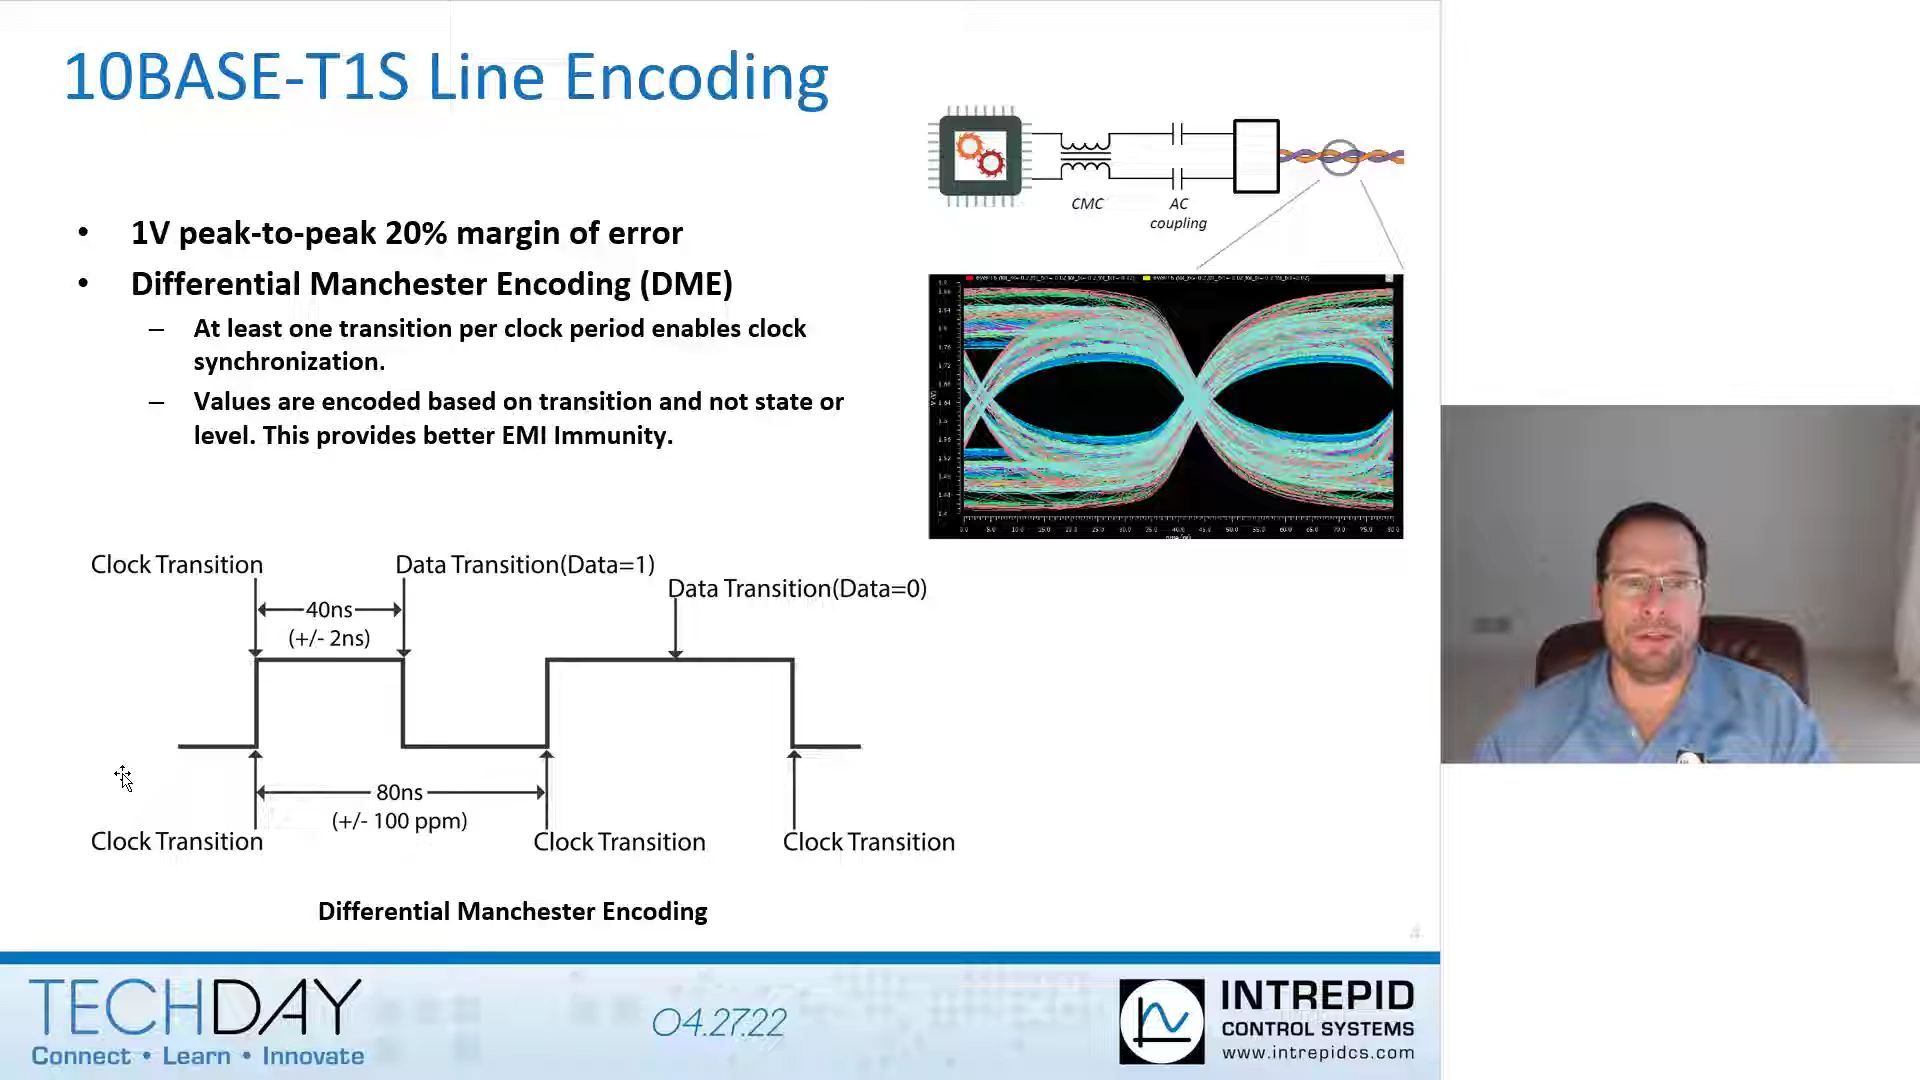 10BASE-T1S Line Encoding
• 1V peak-to-peak 20% margin of error
• Differential Manchester Encoding (DME)
– At least one transition per clock period enables clock
synchronization.
– Values are encoded based on transition and not state or
level. This provides better EMI Immunity.
CMC
AC
coupling
Clock Transition
Data Transition(Data=1)
Data Transition(Data=0)
40ns
(+/- 2ns)
80ns
(+/- 100 ppm)
Clock Transition
Clock Transition
Clock Transition
Differential Manchester Encoding
4
TECHDAY
Connect • Learn • Innovate
04.27.22
INTREPID
CONTROL SYSTEMS
www.intrepidcs.com